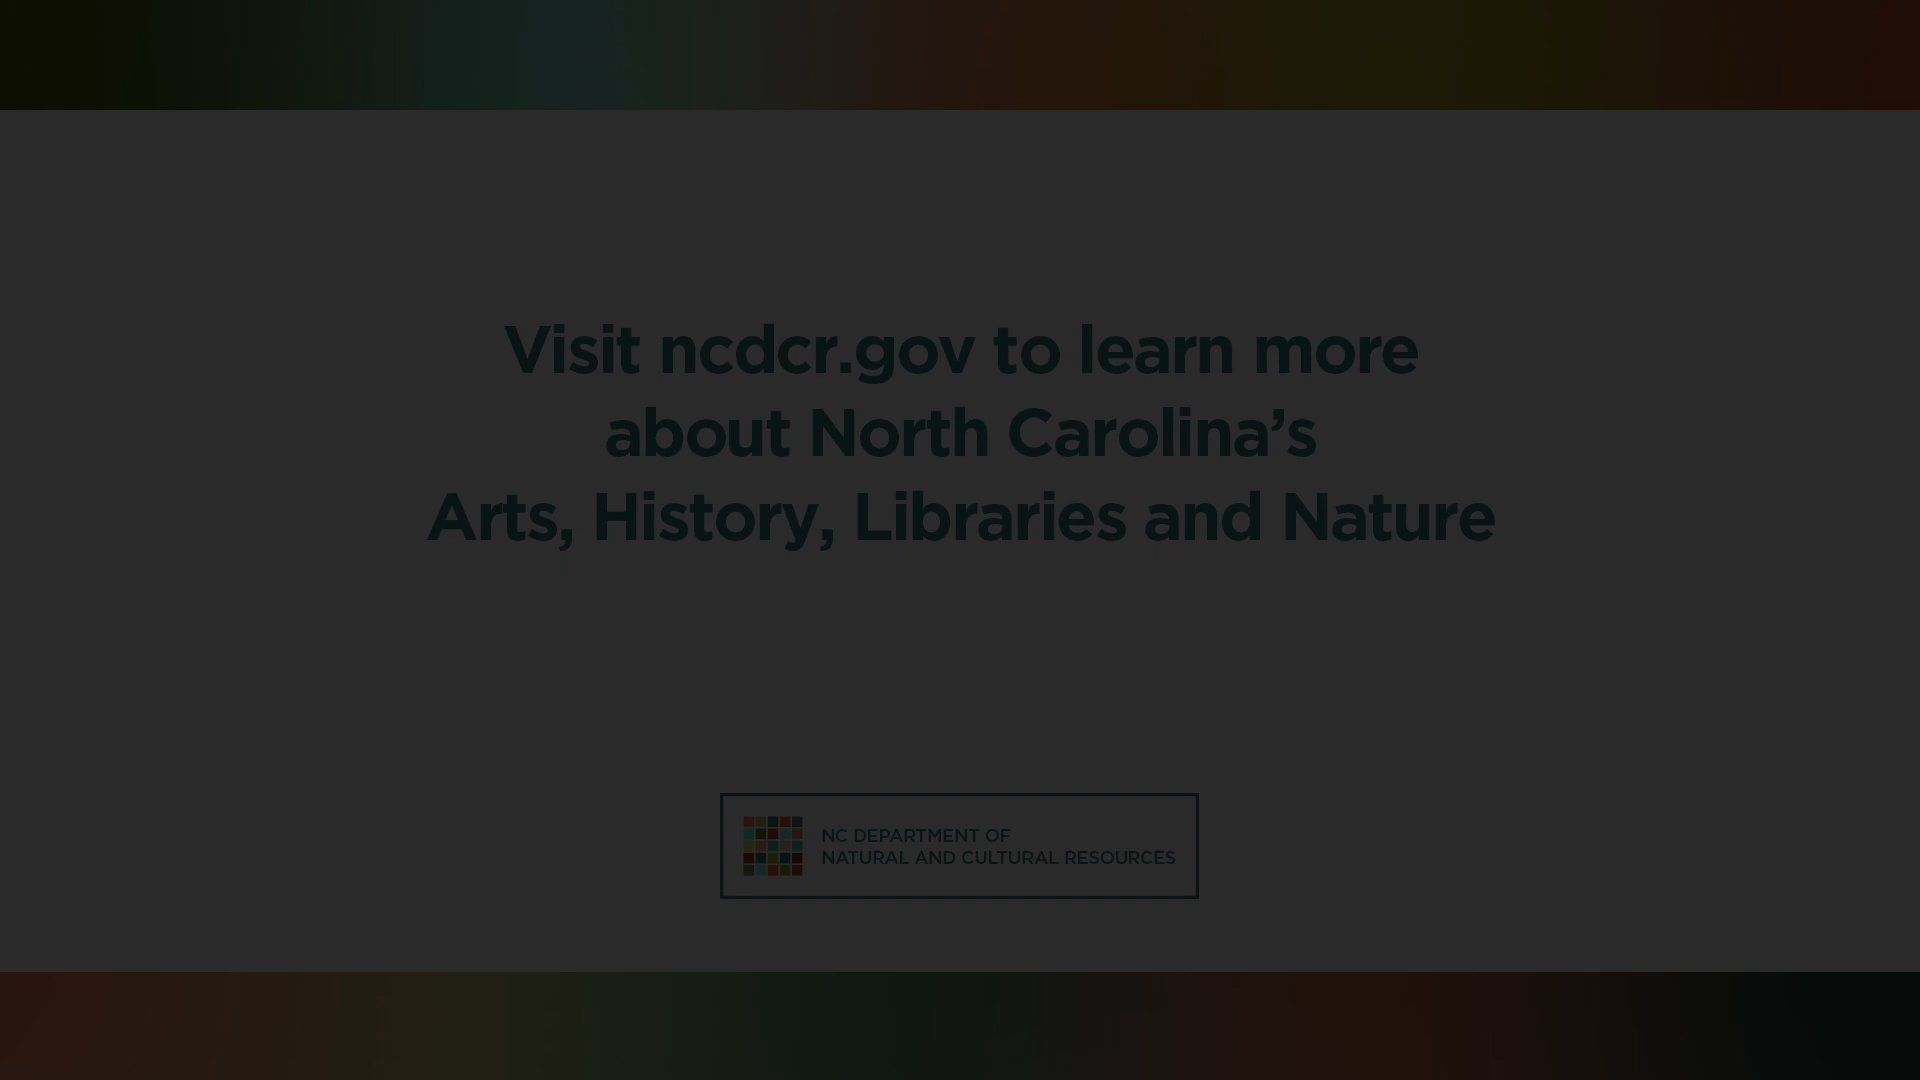 Visit ncdcr.gov to learn more
about North Carolina’s
Arts, History, Libraries and Nature
NC DEPARTMENT OF
NATURAL AND CULTURAL RESOURCES